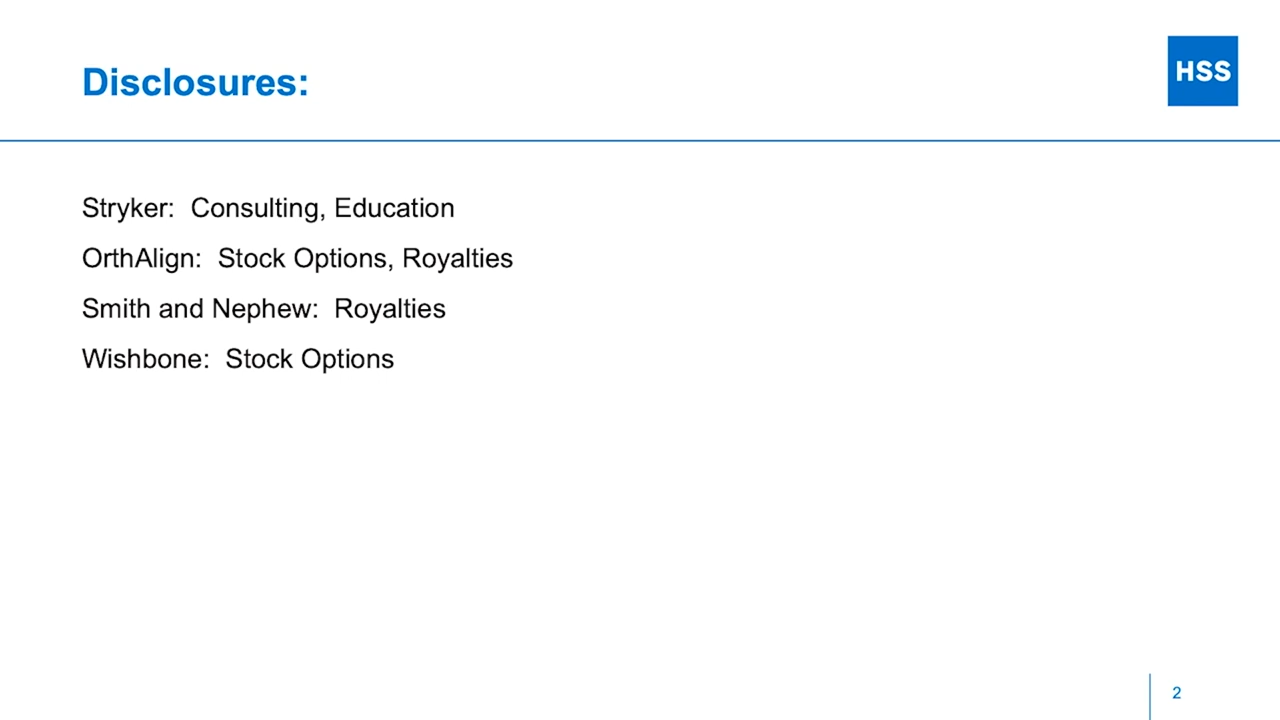 Disclosures:
HSS
Stryker:  Consulting, Education
OrthAlign:  Stock Options, Royalties
Smith and Nephew:  Royalties
Wishbone:  Stock Options
2